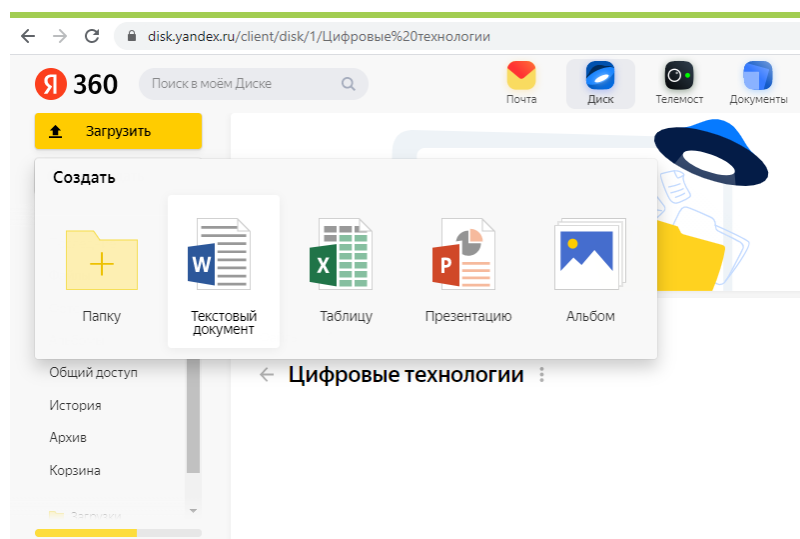 disk.yandex.ru/client/disk/1/Цифровые%20технологии
Я 360
Поиск в моём Диске
Почта
Диск
Телемост
Документы
Загрузить
Создать
Папку
W
Текстовый
документ
X
Таблицу
P
Презентацию
Альбом
Общий доступ
История
Архив
Корзина
Загрузки
Цифровые технологии